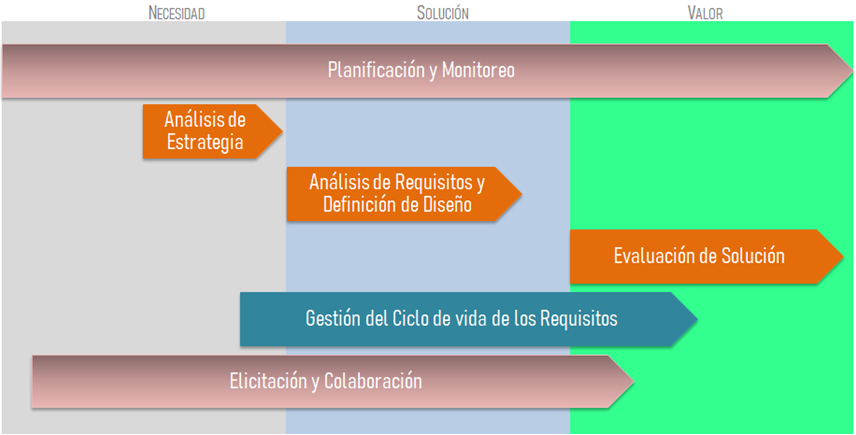 Necesidad
Solución
Valor
Planificación y Monitoreo
Análisis de
Estrategia
Análisis de Requisitos y
Definición de Diseño
Evaluación de Solución
Gestión del Ciclo de vida de los Requisitos
Elicitación y Colaboración